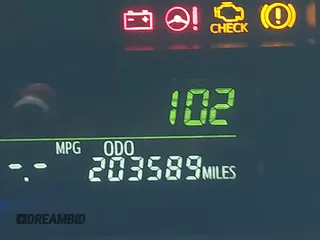 CHECK
102
MPG ODO
-.- 203589 MILES
DREAMBID